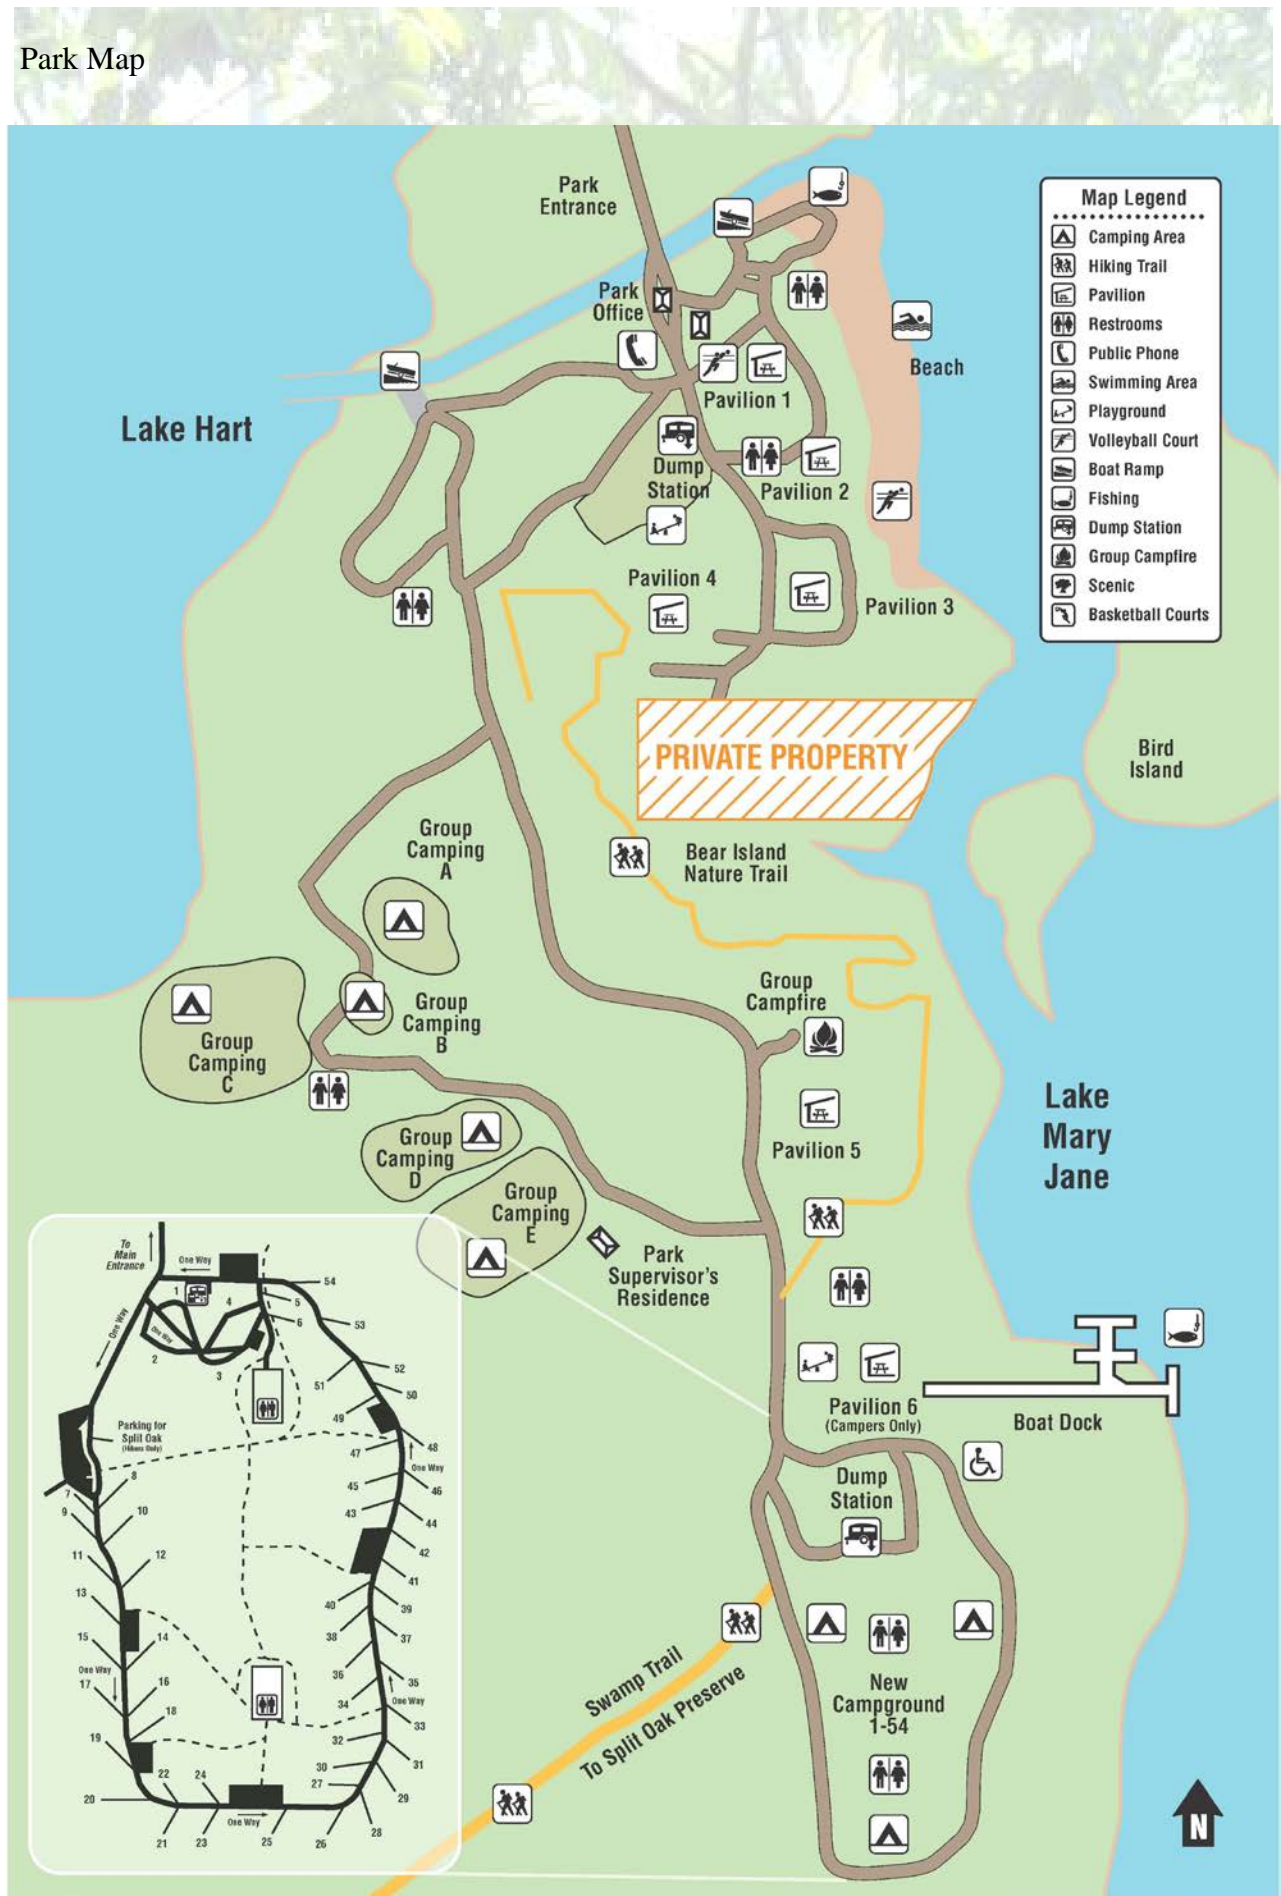 Park Map
Park
Entrance
Park
Office
Beach
Lake Hart
Pavilion 1
Dump
Station
Pavilion 2
Pavilion 4
Pavilion 3
PRIVATE PROPERTY
Bird
Island
Group
Camping
A
Bear Island
Nature Trail
Group
Campfire
Group
Camping
B
Group
Camping
C
Lake
Mary
Jane
Group
Camping
D
Pavilion 5
Group
Camping
E
Park
Supervisor's
Residence
Pavilion 6
(Campers Only)
Boat Dock
Dump
Station
Swamp Trail
To Split Oak Preserve
New
Campground
1-54
N
Map Legend
Camping Area
Hiking Trail
Pavilion
Restrooms
Public Phone
Swimming Area
Playground
Volleyball Court
Boat Ramp
Fishing
Dump Station
Group Campfire
Scenic
Basketball Courts
To
Main
Entrance
One Way
54
1
4
5
6
One Way
One Way
53
2
3
52
51
50
49
Parking for
Split Oak
(Hikers Only)
48
47
One Way
8
45
46
7
9
10
43
44
11
12
42
13
41
40
39
15
14
38
37
One Way
17
16
36
35
34
One Way
18
33
19
32
31
22
24
30
27
20
29
One Way
21
23
25
26
28